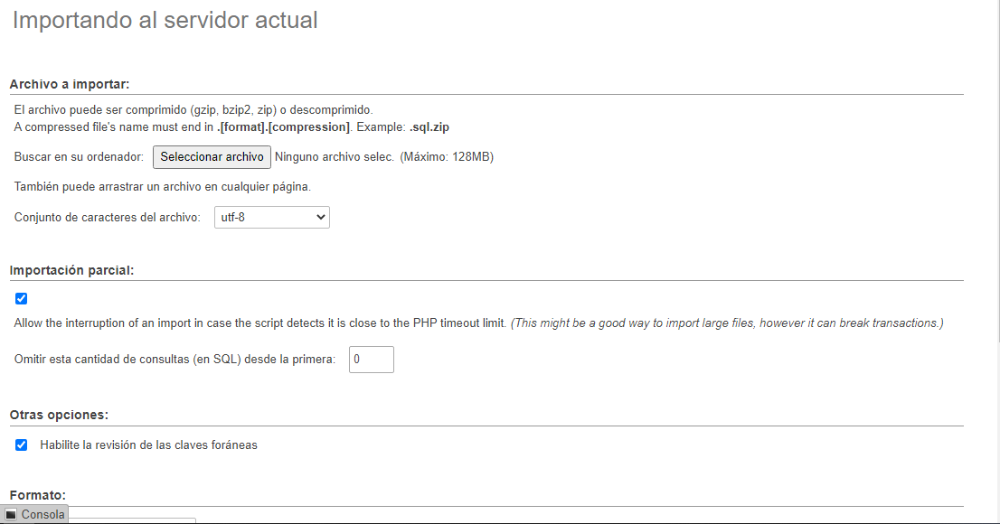 Importando al servidor actual
Archivo a importar:
El archivo puede ser comprimido (gzip, bzip2, zip) o descomprimido.
A compressed file's name must end in .[format].[compression]. Example: .sql.zip
Buscar en su ordenador: Seleccionar archivo Ninguno archivo selec. (Máximo: 128MB)
También puede arrastrar un archivo en cualquier página.
Conjunto de caracteres del archivo: utf-8
Importación parcial:
Allow the interruption of an import in case the script detects it is close to the PHP timeout limit. (This might be a good way to import large files, however it can break transactions.)
Omitir esta cantidad de consultas (en SQL) desde la primera: 0
Otras opciones:
Habilite la revisión de las claves foráneas
Formato:
Consola